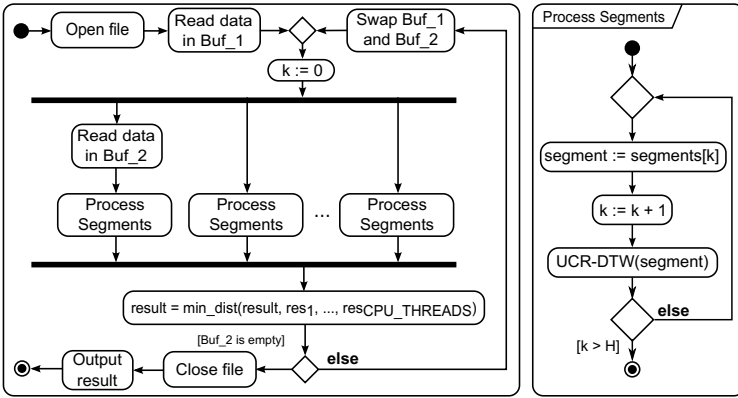 Open file
Read data
in Buf_1
Swap Buf_1
and Buf_2
k := 0
Read data
in Buf_2
Process
Segments
Process
Segments
...
Process
Segments
result = min_dist(result, res1, ..., resCPU_THREADS)
[Buf_2 is empty]
else
Output
result
Close file
Process Segments
segment := segments[k]
k := k + 1
UCR-DTW(segment)
else
[k > H]